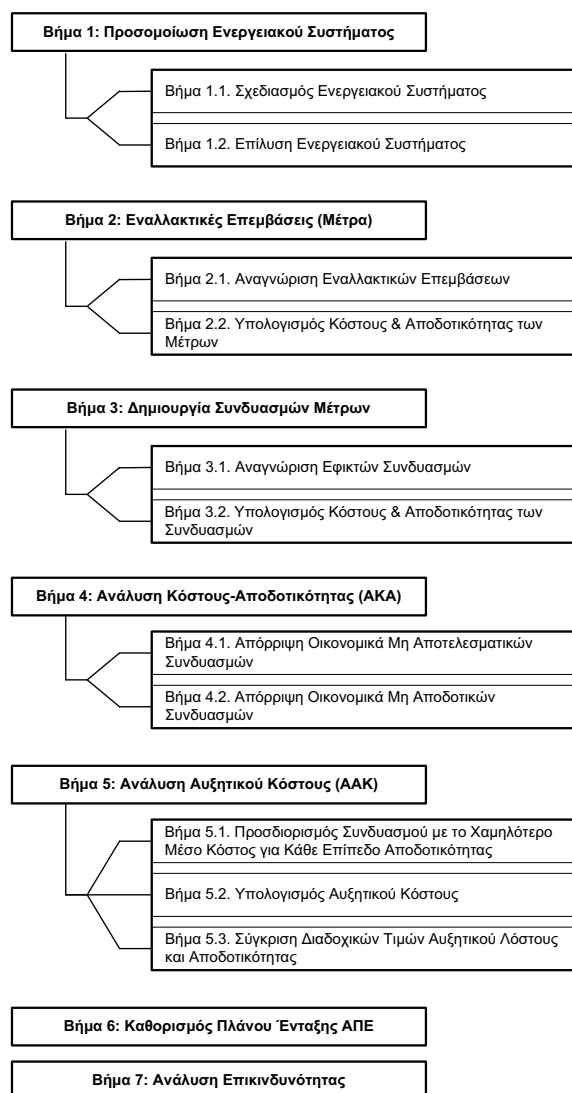 Βήμα 1: Προσομοίωση Ενεργειακού Συστήματος
Βήμα 1.1. Σχεδιασμός Ενεργειακού Συστήματος
Βήμα 1.2. Επίλυση Ενεργειακού Συστήματος
Βήμα 2: Εναλλακτικές Επεμβάσεις (Μέτρα)
Βήμα 2.1. Αναγνώριση Εναλλακτικών Επεμβάσεων
Βήμα 2.2. Υπολογισμός Κόστους & Αποδοτικότητας των
Μέτρων
Βήμα 3: Δημιουργία Συνδυασμών Μέτρων
Βήμα 3.1. Αναγνώριση Εφικτών Συνδυασμών
Βήμα 3.2. Υπολογισμός Κόστους & Αποδοτικότητας των
Συνδυασμών
Βήμα 4: Ανάλυση Κόστους-Αποδοτικότητας (ΑΚΑ)
Βήμα 4.1. Απόρριψη Οικονομικά Μη Αποτελεσματικών
Συνδυασμών
Βήμα 4.2. Απόρριψη Οικονομικά Μη Αποδοτικών
Συνδυασμών
Βήμα 5: Ανάλυση Αυξητικού Κόστους (ΑΑΚ)
Βήμα 5.1. Προσδιορισμός Συνδυασμού με το Χαμηλότερο
Μέσο Κόστος για Κάθε Επίπεδο Αποδοτικότητας
Βήμα 5.2. Υπολογισμός Αυξητικού Κόστους
Βήμα 5.3. Σύγκριση Διαδοχικών Τιμών Αυξητικού Λόστους
και Αποδοτικότητας
Βήμα 6: Καθορισμός Πλάνου Ένταξης ΑΠΕ
Βήμα 7: Ανάλυση Επικινδυνότητας